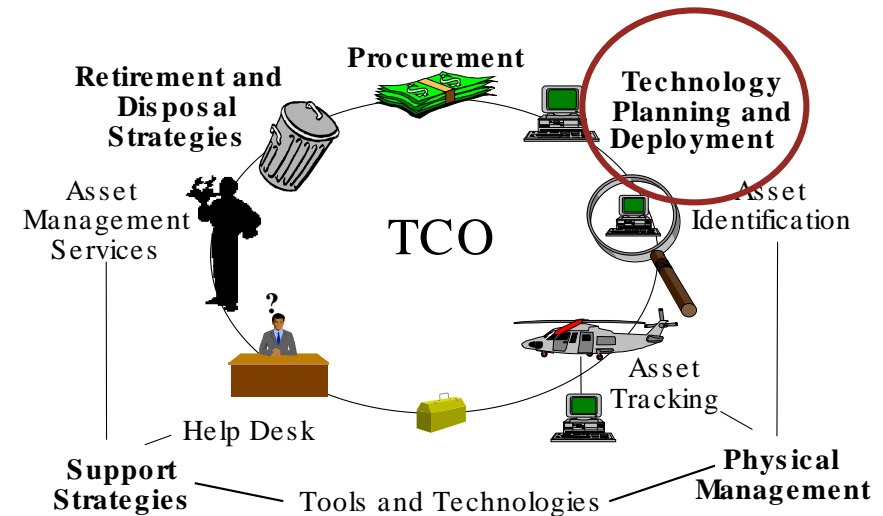 Procurement
Retirement and
Disposal
Strategies
Technology
Planning and
Deployment
Asset
Management
Services
TCO
Asset
Identification
?
Asset
Tracking
Help Desk
Support
Strategies
Tools and Technologies
Physical
Management
$
$